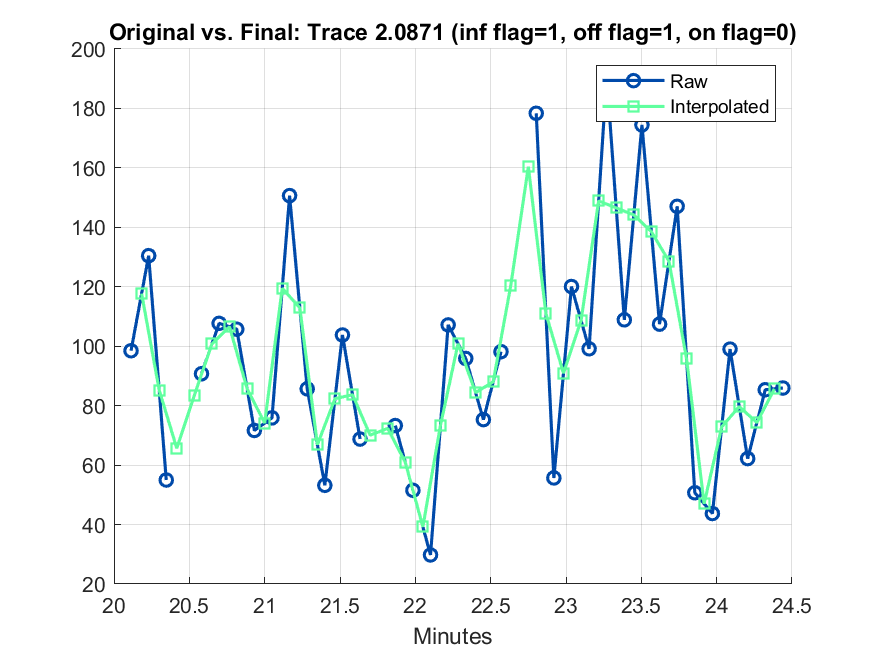 Original vs. Final: Trace 2.0871 (inf flag=1, off flag=1, on flag=0)
200
180
160
140
120
100
80
60
40
20
Raw
Interpolated
20 20.5 21 21.5 22 22.5 23 23.5 24 24.5
Minutes